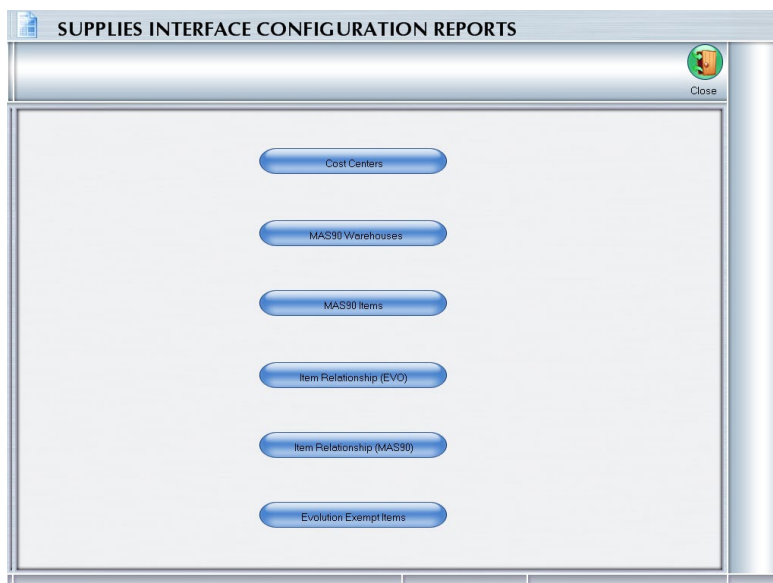 SUPPLIES INTERFACE CONFIGURATION REPORTS
Close
Cost Centers
MAS90 Warehouses
MAS90 Items
Item Relationship (EVO)
Item Relationship (MAS90)
Evolution Exempt Items